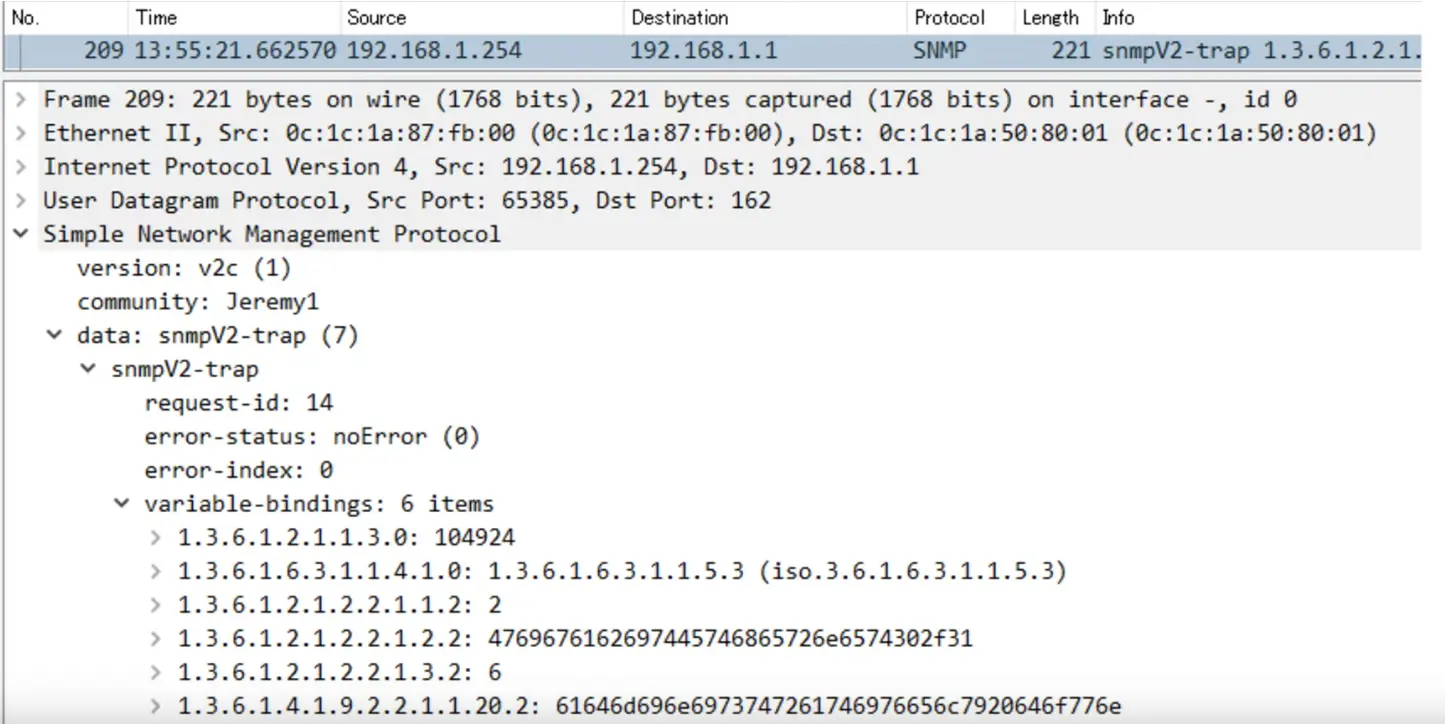 No. Time Source Destination Protocol Length Info
209 13:55:21.662570 192.168.1.254 192.168.1.1 SNMP 221 snmpV2-trap 1.3.6.1.2.1.
Frame 209: 221 bytes on wire (1768 bits), 221 bytes captured (1768 bits) on interface -, id 0
Ethernet II, Src: 0c:1c:1a:87:fb:00 (0c:1c:1a:87:fb:00), Dst: 0c:1c:1a:50:80:01 (0c:1c:1a:50:80:01)
Internet Protocol Version 4, Src: 192.168.1.254, Dst: 192.168.1.1
User Datagram Protocol, Src Port: 65385, Dst Port: 162
Simple Network Management Protocol
version: v2c (1)
community: Jeremy1
data: snmpV2-trap (7)
snmpV2-trap
request-id: 14
error-status: noError (0)
error-index: 0
variable-bindings: 6 items
1.3.6.1.2.1.1.3.0: 104924
1.3.6.1.6.3.1.1.4.1.0: 1.3.6.1.6.3.1.1.5.3 (iso.3.6.1.6.3.1.1.5.3)
1.3.6.1.2.1.2.2.1.1.2: 2
1.3.6.1.2.1.2.2.1.2.2: 4769676162697445746865726e6574302f31
1.3.6.1.2.1.2.2.1.3.2: 6
1.3.6.1.4.1.9.2.2.1.1.20.2: 61646d696e6973747261746976656c7920646f776e